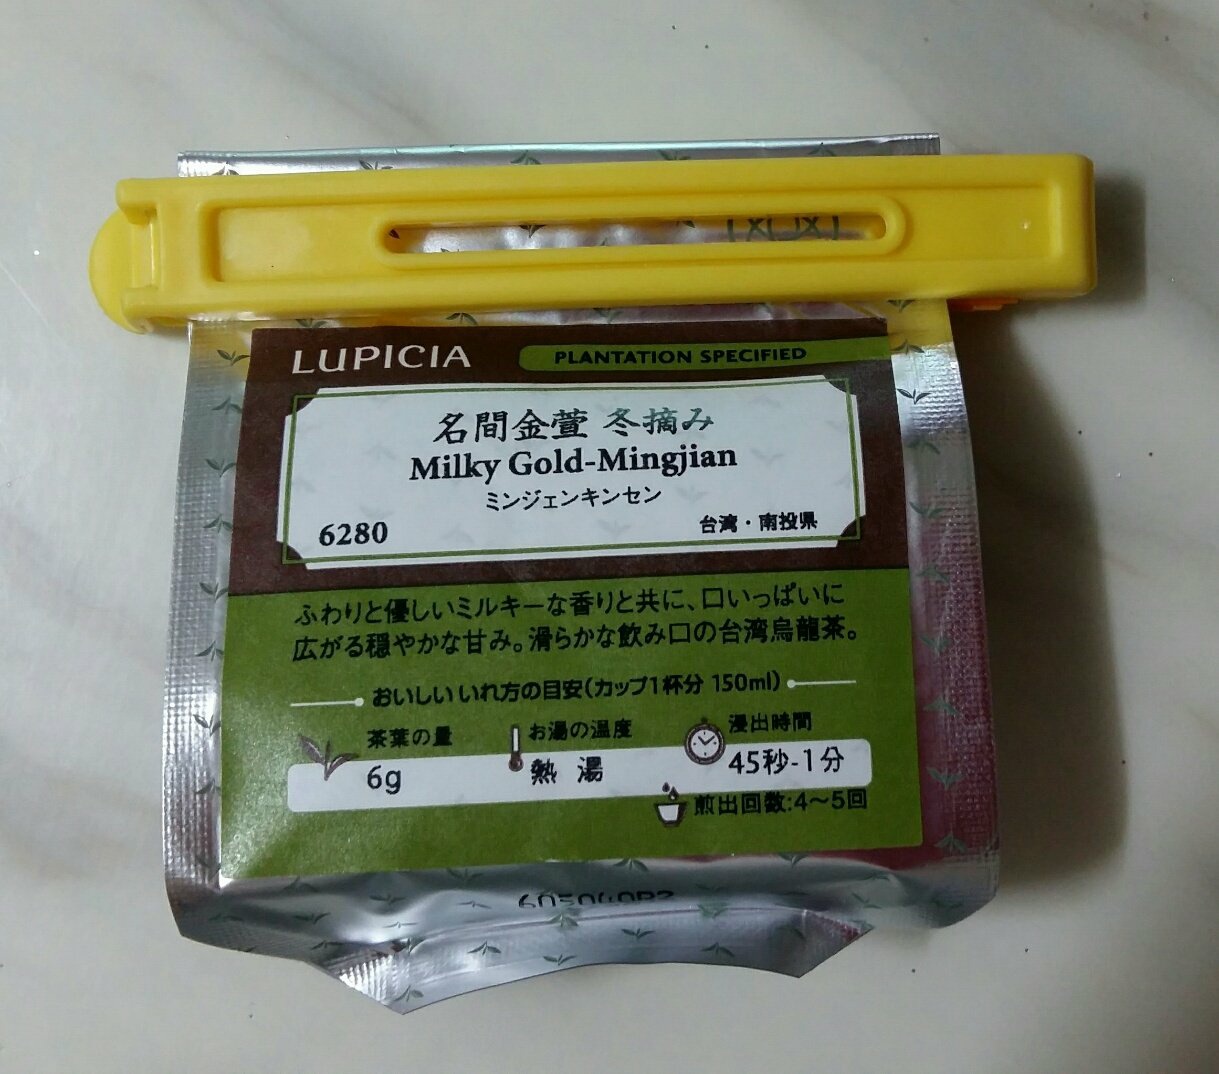 LUPICIA PLANTATION SPECIFIED
名間金萱 冬摘み
Milky Gold-Mingjian
ミンジェンキンセン
6280 台湾・南投県
ふわりと優しいミルキーな香りと共に、口いっぱいに
広がる穏やかな甘み。滑らかな飲み口の台湾烏龍茶。
おいしいいれ方の目安(カップ1杯分 150ml)
茶葉の量 お湯の温度 浸出時間
6g 熱 湯 45秒-1分
煎出回数:4〜5回